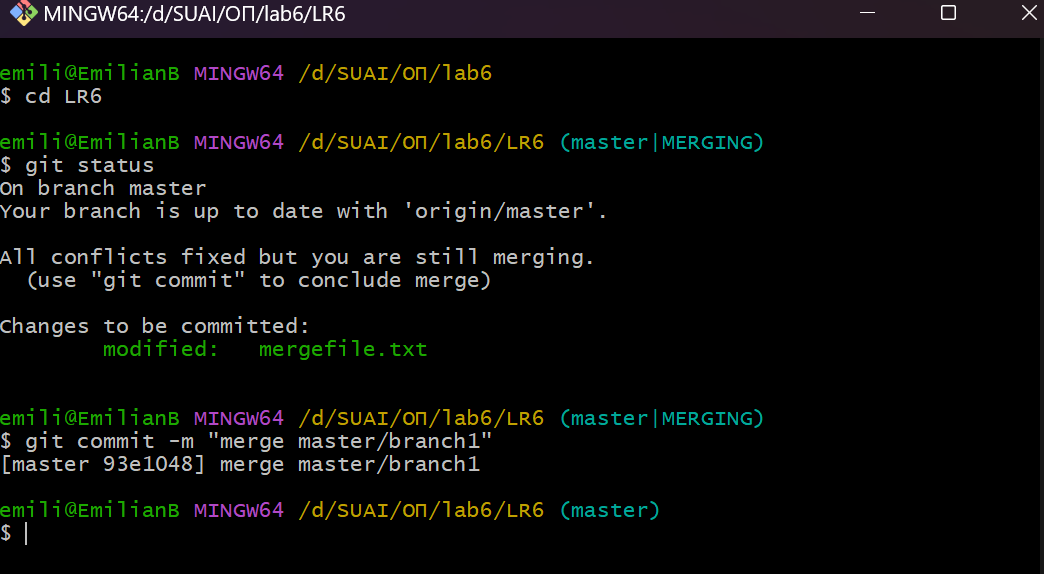 MINGW64:/d/SUAI/ОП/lab6/LR6
emili@EmilianB MINGW64 /d/SUAI/ОП/lab6
$ cd LR6
emili@EmilianB MINGW64 /d/SUAI/ОП/lab6/LR6 (master|MERGING)
$ git status
On branch master
Your branch is up to date with 'origin/master'.
All conflicts fixed but you are still merging.
  (use "git commit" to conclude merge)
Changes to be committed:
        modified:   mergefile.txt
emili@EmilianB MINGW64 /d/SUAI/ОП/lab6/LR6 (master|MERGING)
$ git commit -m "merge master/branch1"
[master 93e1048] merge master/branch1
emili@EmilianB MINGW64 /d/SUAI/ОП/lab6/LR6 (master)
$